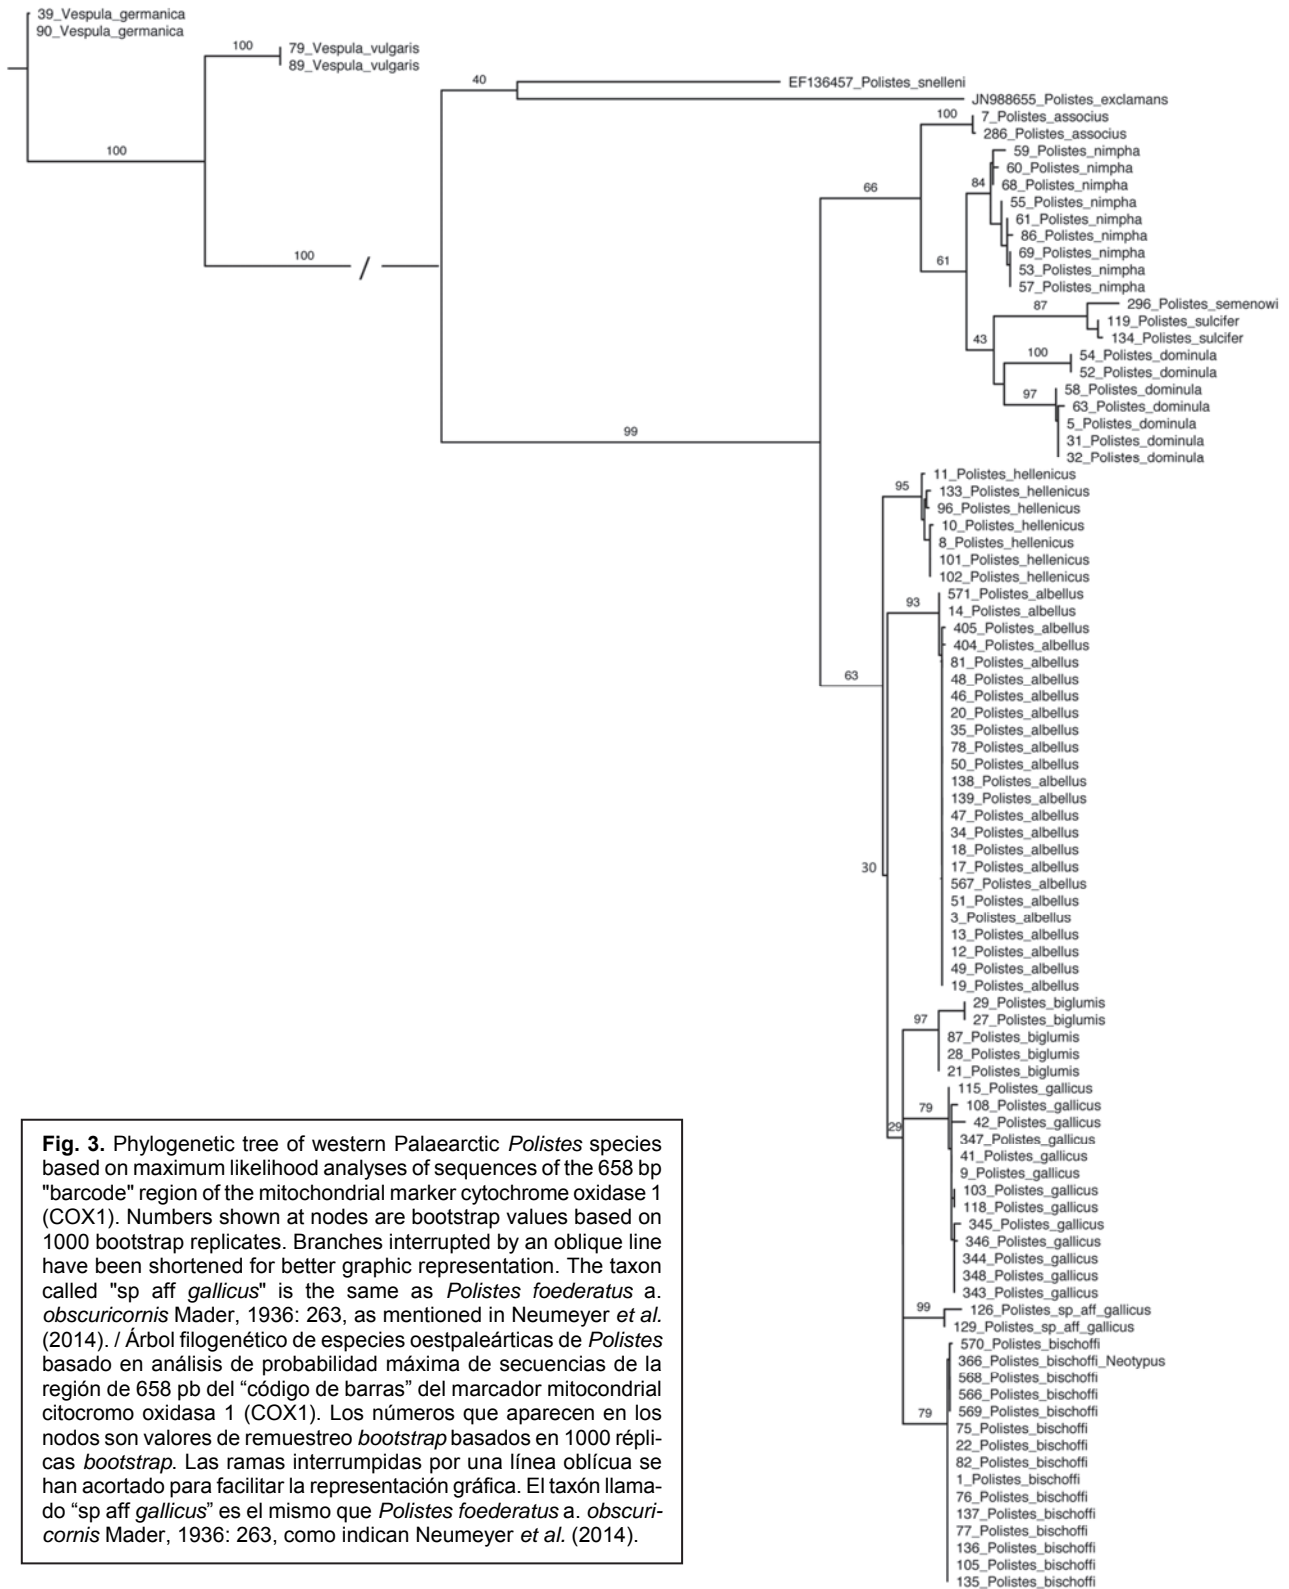 39_Vespula_germanica
90_Vespula_germanica
100
79_Vespula_vulgaris
89_Vespula_vulgaris
40
EF136457_Polistes_snelleni
JN988655_Polistes_exclamans
100
7_Polistes_associus
286_Polistes_associus
100
59_Polistes_nimpha
60_Polistes_nimpha
84
68_Polistes_nimpha
66
55_Polistes_nimpha
61_Polistes_nimpha
86_Polistes_nimpha
69_Polistes_nimpha
100
/
61
53_Polistes_nimpha
57_Polistes_nimpha
87
296_Polistes_semenowi
119_Polistes_sulcifer
134_Polistes_sulcifer
43
100
54_Polistes_dominula
52_Polistes_dominula
58_Polistes_dominula
97
63_Polistes_dominula
5_Polistes_dominula
99
31_Polistes_dominula
32_Polistes_dominula
11_Polistes_hellenicus
95
133_Polistes_hellenicus
96_Polistes_hellenicus
10_Polistes_hellenicus
8_Polistes_hellenicus
101_Polistes_hellenicus
102_Polistes_hellenicus
571_Polistes_albellus
93
14_Polistes_albellus
405_Polistes_albellus
404_Polistes_albellus
81_Polistes_albellus
63
48_Polistes_albellus
46_Polistes_albellus
20_Polistes_albellus
35_Polistes_albellus
78_Polistes_albellus
50_Polistes_albellus
138_Polistes_albellus
139_Polistes_albellus
47_Polistes_albellus
34_Polistes_albellus
18_Polistes_albellus
30
17_Polistes_albellus
567_Polistes_albellus
51_Polistes_albellus
3_Polistes_albellus
13_Polistes_albellus
12_Polistes_albellus
49_Polistes_albellus
19_Polistes_albellus
29_Polistes_biglumis
97
27_Polistes_biglumis
87_Polistes_biglumis
28_Polistes_biglumis
21_Polistes_biglumis
115_Polistes_gallicus
79
108_Polistes_gallicus
42_Polistes_gallicus
29
347_Polistes_gallicus
41_Polistes_gallicus
9_Polistes_gallicus
103_Polistes_gallicus
118_Polistes_gallicus
345_Polistes_gallicus
346_Polistes_gallicus
344_Polistes_gallicus
348_Polistes_gallicus
343_Polistes_gallicus
99
126_Polistes_sp_aff_gallicus
129_Polistes_sp_aff_gallicus
570_Polistes_bischoffi
366_Polistes_bischoffi_Neotypus
568_Polistes_bischoffi
566_Polistes_bischoffi
79
569_Polistes_bischoffi
75_Polistes_bischoffi
22_Polistes_bischoffi
82_Polistes_bischoffi
1_Polistes_bischoffi
76_Polistes_bischoffi
137_Polistes_bischoffi
77_Polistes_bischoffi
136_Polistes_bischoffi
105_Polistes_bischoffi
135_Polistes_bischoffi
Fig. 3. Phylogenetic tree of western Palaearctic Polistes species
based on maximum likelihood analyses of sequences of the 658 bp
"barcode" region of the mitochondrial marker cytochrome oxidase 1
(COX1). Numbers shown at nodes are bootstrap values based on
1000 bootstrap replicates. Branches interrupted by an oblique line
have been shortened for better graphic representation. The taxon
called "sp aff gallicus" is the same as Polistes foederatus a.
obscuricornis Mader, 1936: 263, as mentioned in Neumeyer et al.
(2014). / Árbol filogenético de especies oestpaleárticas de Polistes
basado en análisis de probabilidad máxima de secuencias de la
región de 658 pb del “código de barras” del marcador mitocondrial
citocromo oxidasa 1 (COX1). Los números que aparecen en los
nodos son valores de remuestreo bootstrap basados en 1000 répli-
cas bootstrap. Las ramas interrumpidas por una línea oblícua se
han acortado para facilitar la representación gráfica. El taxón llama-
do “sp aff gallicus” es el mismo que Polistes foederatus a. obscuri-
cornis Mader, 1936: 263, como indican Neumeyer et al. (2014).